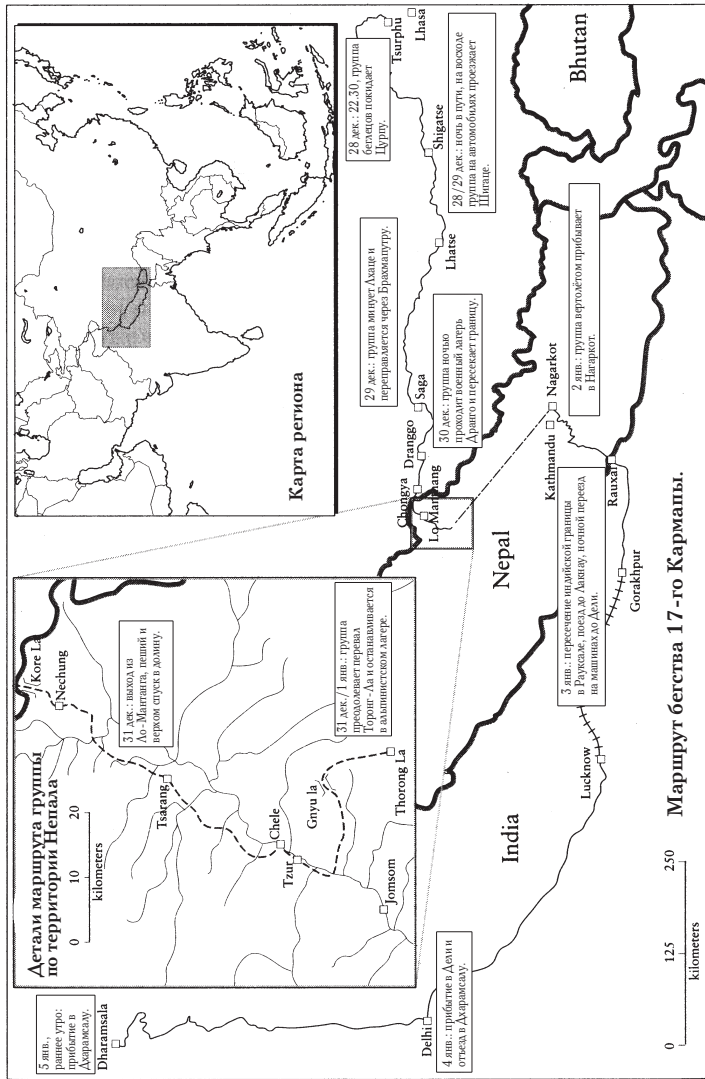 Карта региона
Детали маршрута группы
по территории Непала
0 10 20
kilometers
Kore La
Nechung
Tsarang
Chele
Tzur
Gnyu la
Thorong La
Jomsom
31 дек.: выход из
Ло-Мантанга, пеший и
верхом спуск в долину.
31 дек./1 янв.: группа
преодолевает перевал
Торонг-Ла и останавливается
в альпинистском лагере.
5 янв.,
раннее утро:
прибытие в
Дхарамсалу.
Dharamsala
Delhi
4 янв.: прибытие в Дели и
отъезд в Дхарамсалу.
28 дек.: 22.30, группа
беглецов покидает
Цурпу.
Tsurphu
Lhasa
28/29 дек.: ночь в пути, на восходе
группа на автомобилях проезжает
Шигаце.
Shigatse
Lhatse
29 дек.: группа минует Лхаце и
переправляется через Брахмапутру.
Saga
Dranggo
30 дек.: группа ночью
проходит военный лагерь
Дранго и пересекает границу.
Chongya
Lo Manthang
Nepal
Bhutan
India
Kathmandu
Nagarkot
2 янв.: группа вертолётом прибывает
в Нагаркот.
Rauxal
Gorakhpur
3 янв.: пересечение индийской границы
в Рауксале, поезд до Лакнау, ночной переезд
на машинах до Дели.
Lucknow
0 12.5 250
kilometers
Маршрут бегства 17-го Кармапы.